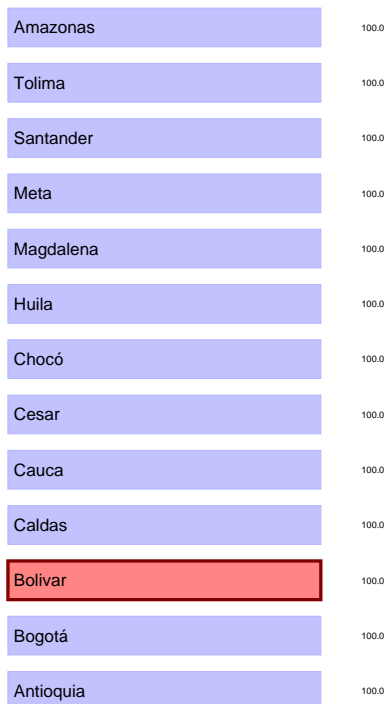 Amazonas 100.0
Tolima 100.0
Santander 100.0
Meta 100.0
Magdalena 100.0
Huila 100.0
Chocó 100.0
Cesar 100.0
Cauca 100.0
Caldas 100.0
Bolivar 100.0
Bogotá 100.0
Antioquia 100.0